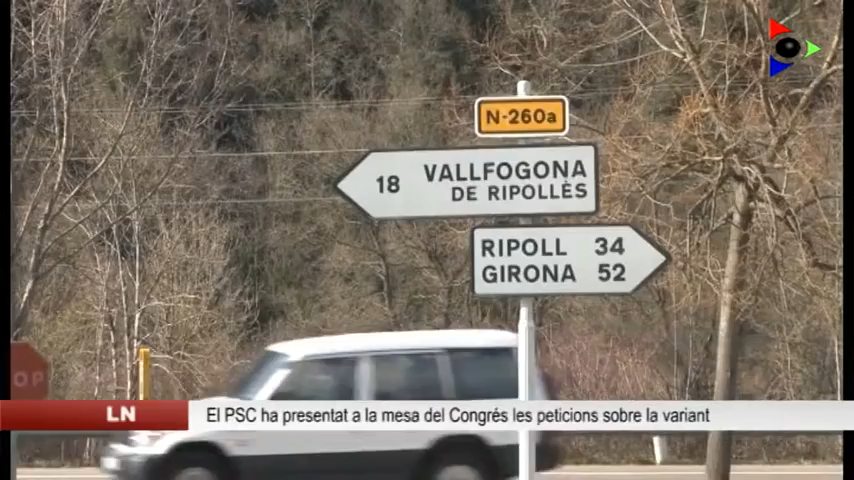 N-260a
18 VALLFOGONA
DE RIPOLLÈS
RIPOLL 34
GIRONA 52
OP
LN
El PSC ha presentat a la mesa del Congrés les peticions sobre la variant